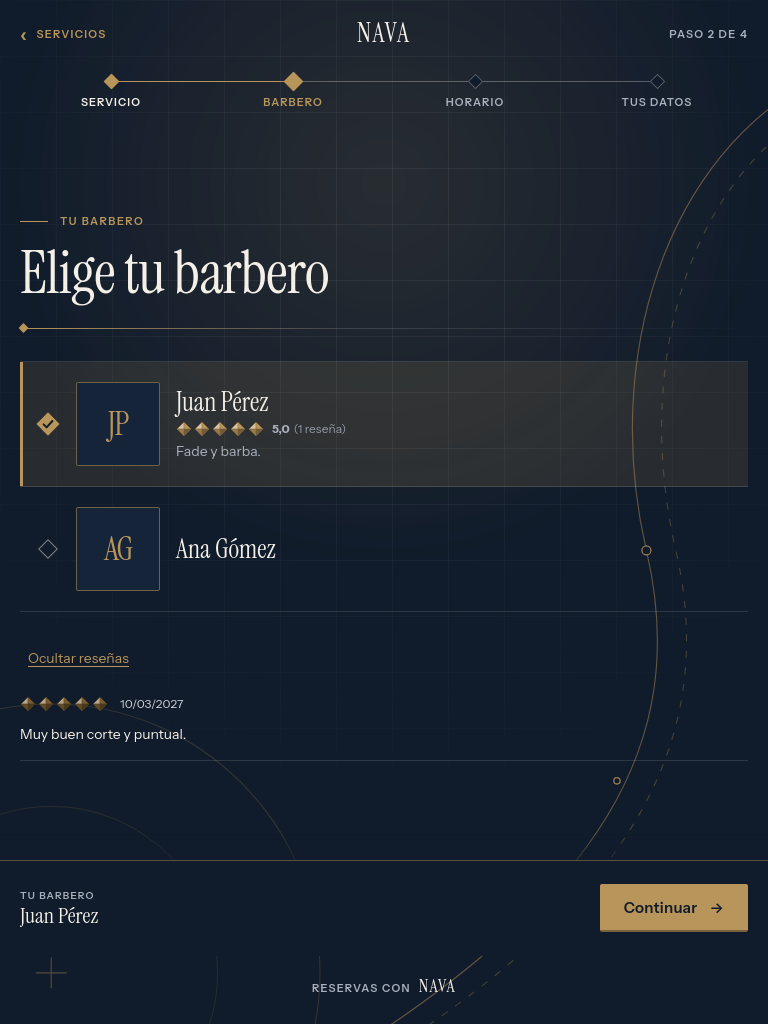 ‹ SERVICIOS
NAVA
PASO 2 DE 4
SERVICIO
BARBERO
HORARIO
TUS DATOS
TU BARBERO
Elige tu barbero
JP
Juan Pérez
5,0 (1 reseña)
Fade y barba.
AG
Ana Gómez
Ocultar reseñas
10/03/2027
Muy buen corte y puntual.
TU BARBERO
Juan Pérez
Continuar →
RESERVAS CON NAVA